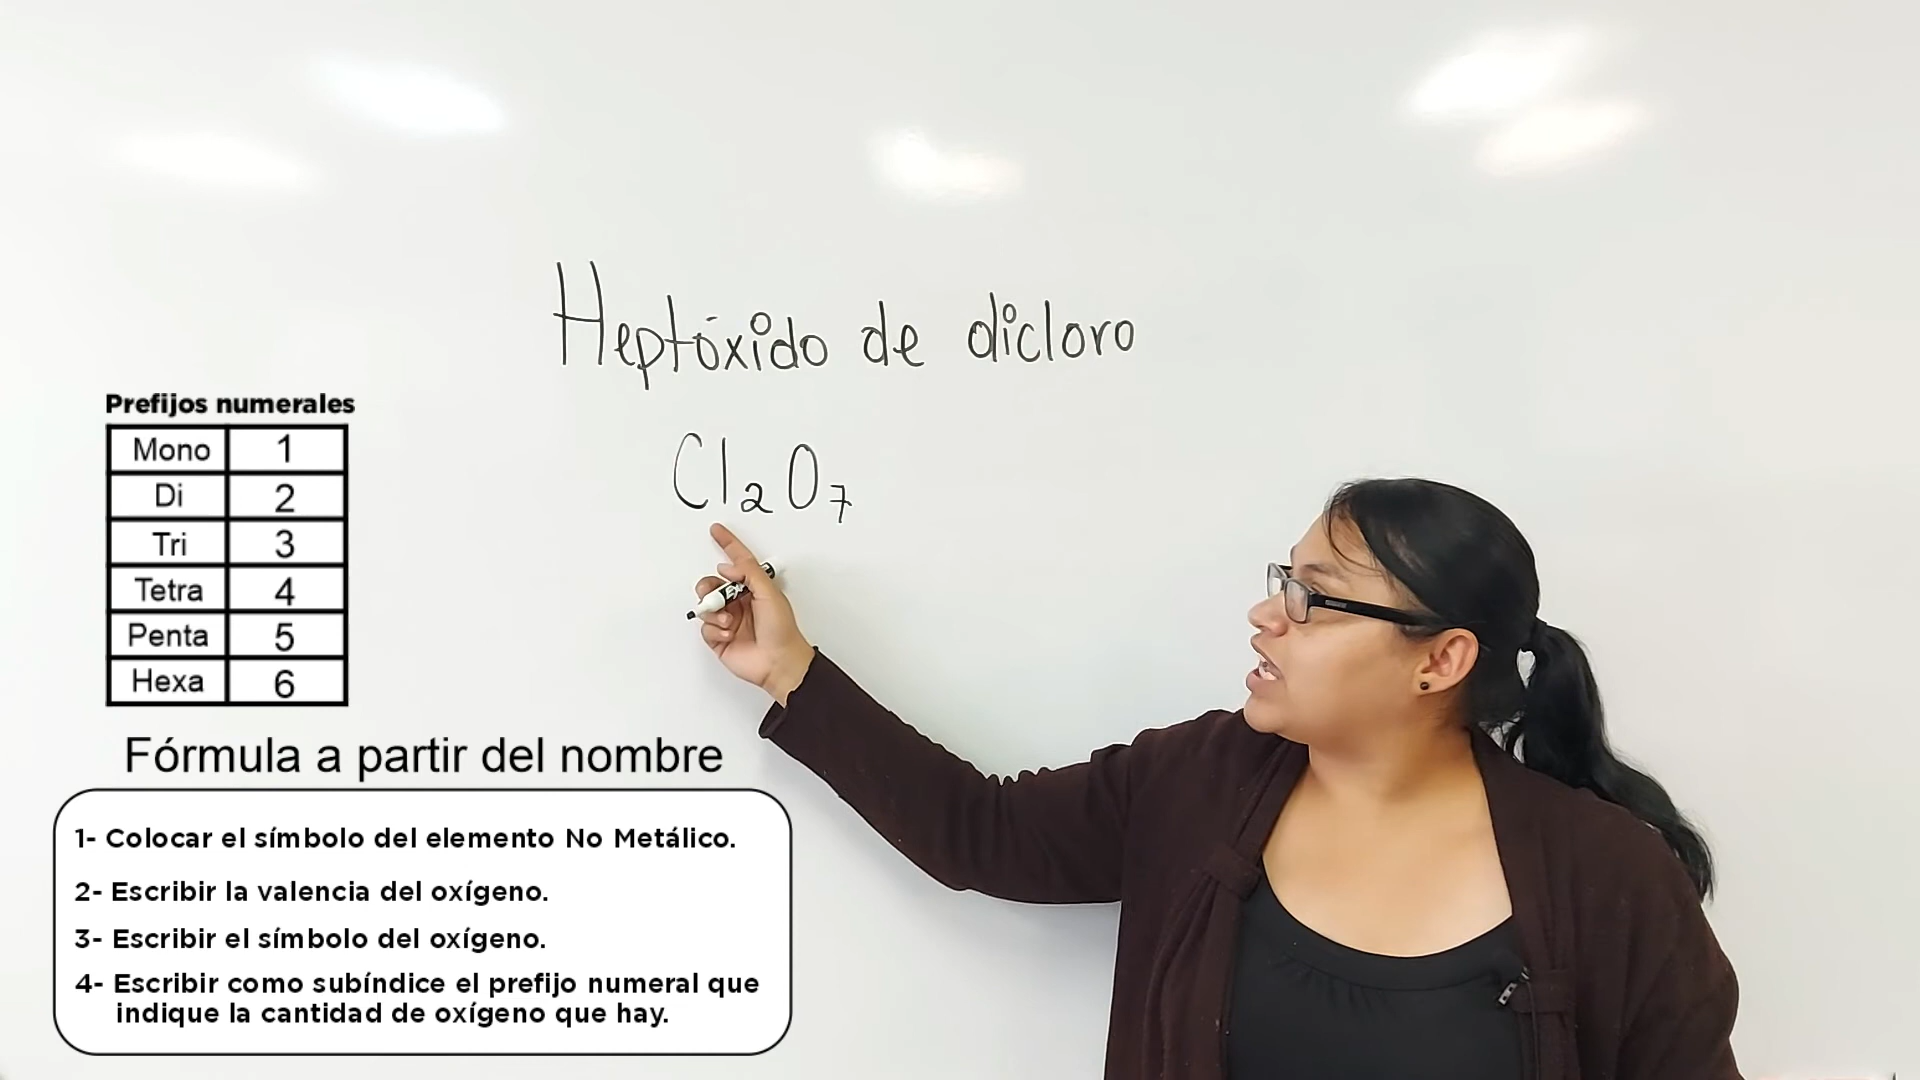 Heptóxido de dicloro
Cl₂O₇
Prefijos numerales
Mono 1
Di 2
Tri 3
Tetra 4
Penta 5
Hexa 6
Fórmula a partir del nombre
1- Colocar el símbolo del elemento No Metálico.
2- Escribir la valencia del oxígeno.
3- Escribir el símbolo del oxígeno.
4- Escribir como subíndice el prefijo numeral que
indique la cantidad de oxígeno que hay.